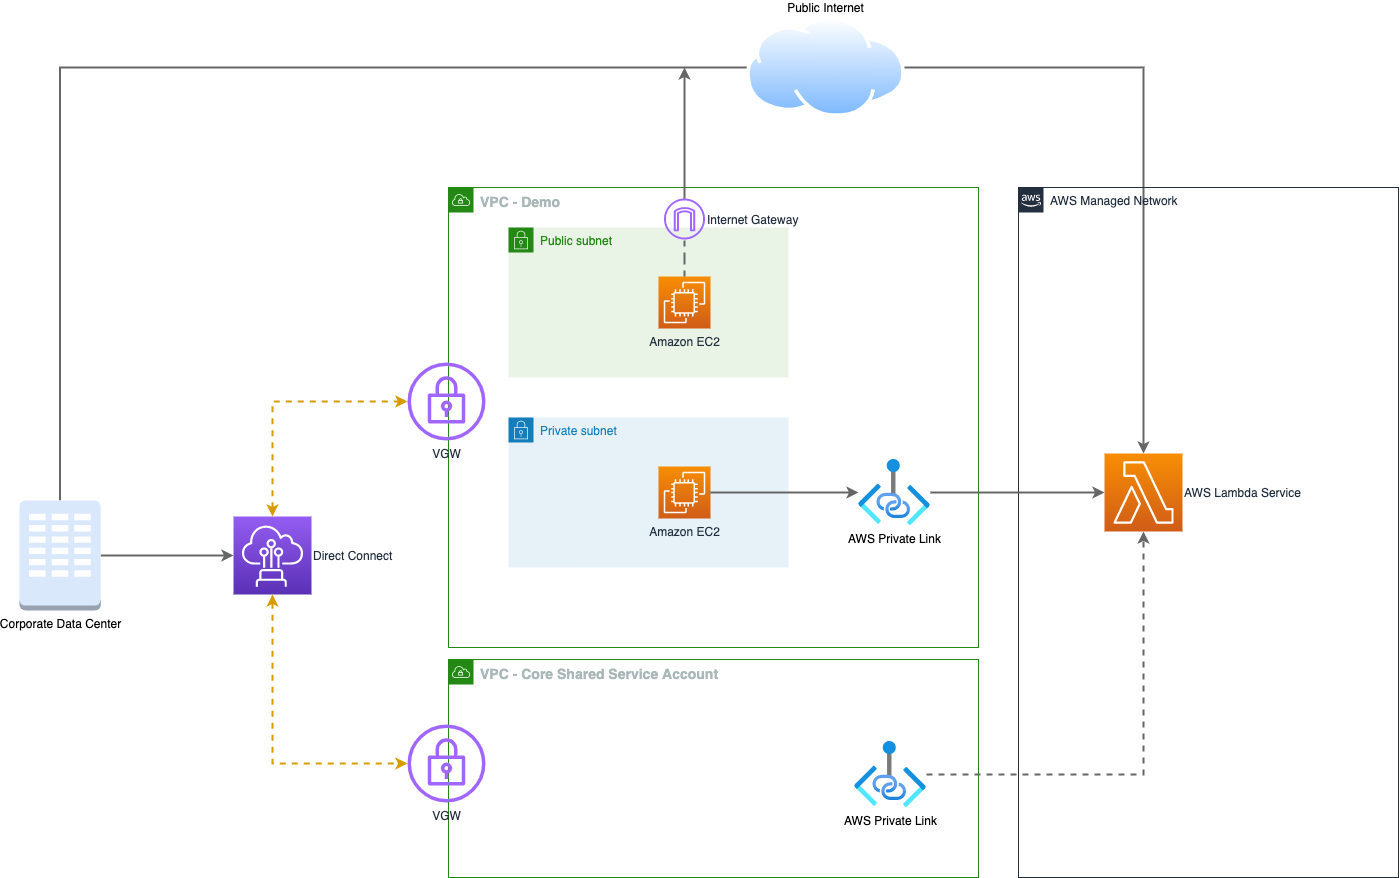 Public Internet
VPC - Demo
aws
AWS Managed Network
Internet Gateway
Public subnet
Amazon EC2
Private subnet
VGW
Amazon EC2
AWS Private Link
AWS Lambda Service
Direct Connect
Corporate Data Center
VPC - Core Shared Service Account
VGW
AWS Private Link